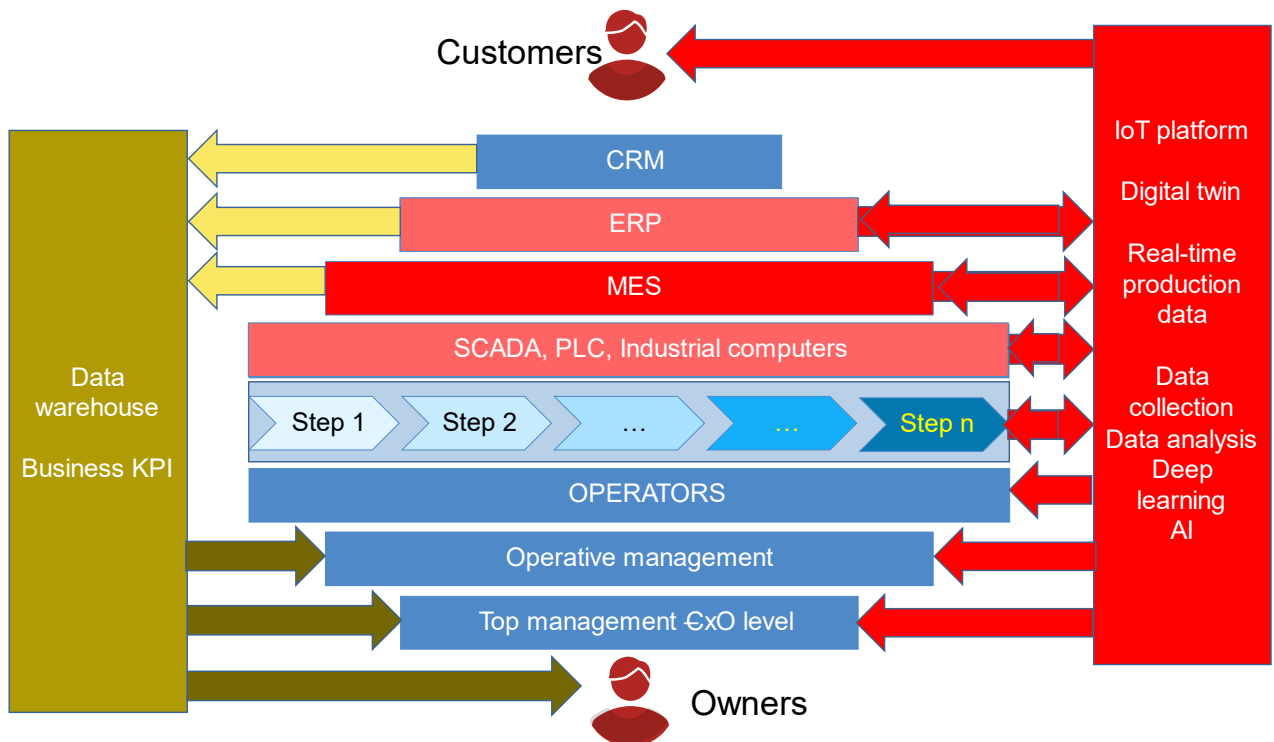 Customers
CRM
ERP
MES
SCADA, PLC, Industrial computers
Step 1
Step 2
...
...
Step n
OPERATORS
Operative management
Top management -CxO level
Owners
Data
warehouse
Business KPI
IoT platform
Digital twin
Real-time
production
data
Data
collection
Data analysis
Deep
learning
AI